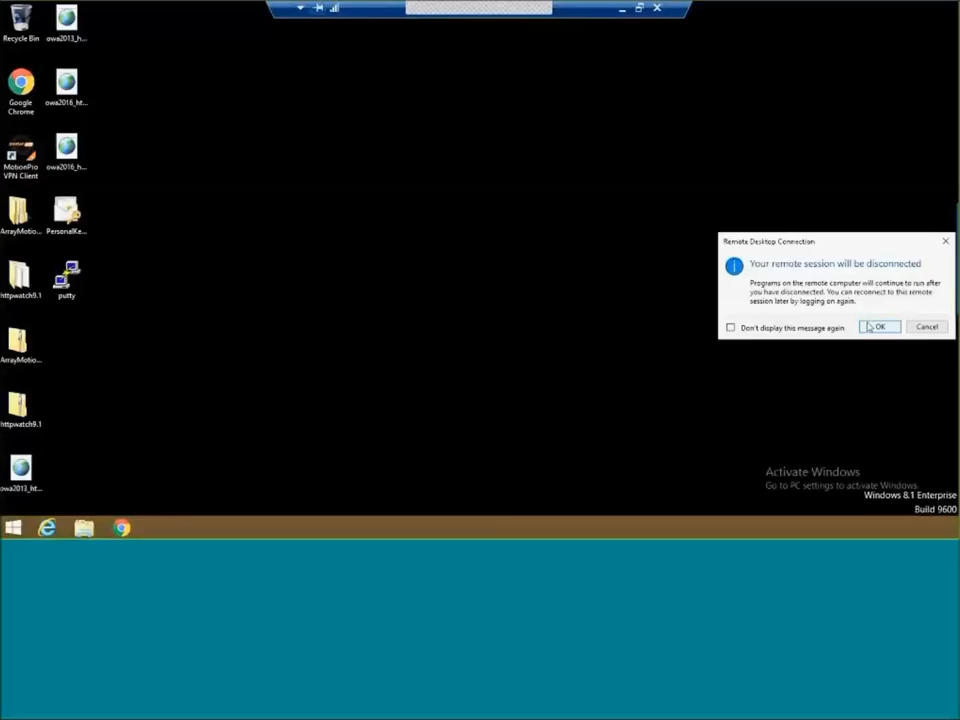 Recycle Bin
owa2013_h...
Google
Chrome
owa2016_ht...
MotionPro
VPN Client
owa2016_h...
ArrayMotio...
PersonalKe...
httpwatch9.1
putty
ArrayMotio...
httpwatch9.1
owa2013_ht...
Remote Desktop Connection
Your remote session will be disconnected
Programs on the remote computer will continue to run after
you have disconnected. You can reconnect to this remote
session later by logging on again.
Don't display this message again
OK
Cancel
Activate Windows
Go to PC settings to activate Windows.
Windows 8.1 Enterprise
Build 9600